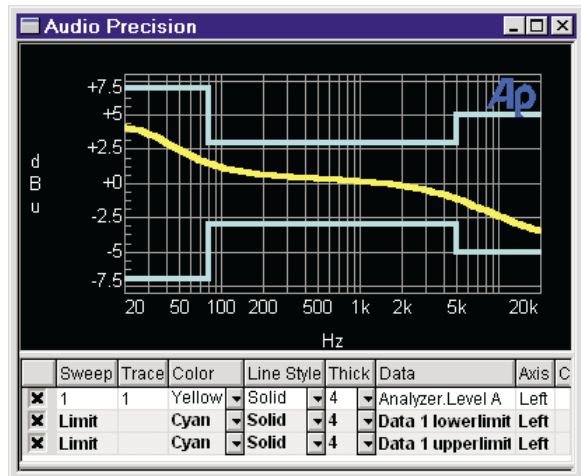 Audio Precision
Ap
+7.5
+5
+2.5
+0
-2.5
-5
-7.5
d
B
u
20 50 100 200 500 1k 2k 5k 20k
Hz
Sweep Trace Color Line Style Thick Data Axis C
1 1 Yellow Solid 4 Analyzer.Level A Left
Limit Cyan Solid 4 Data 1 lowerlimit Left
Limit Cyan Solid 4 Data 1 upperlimit Left